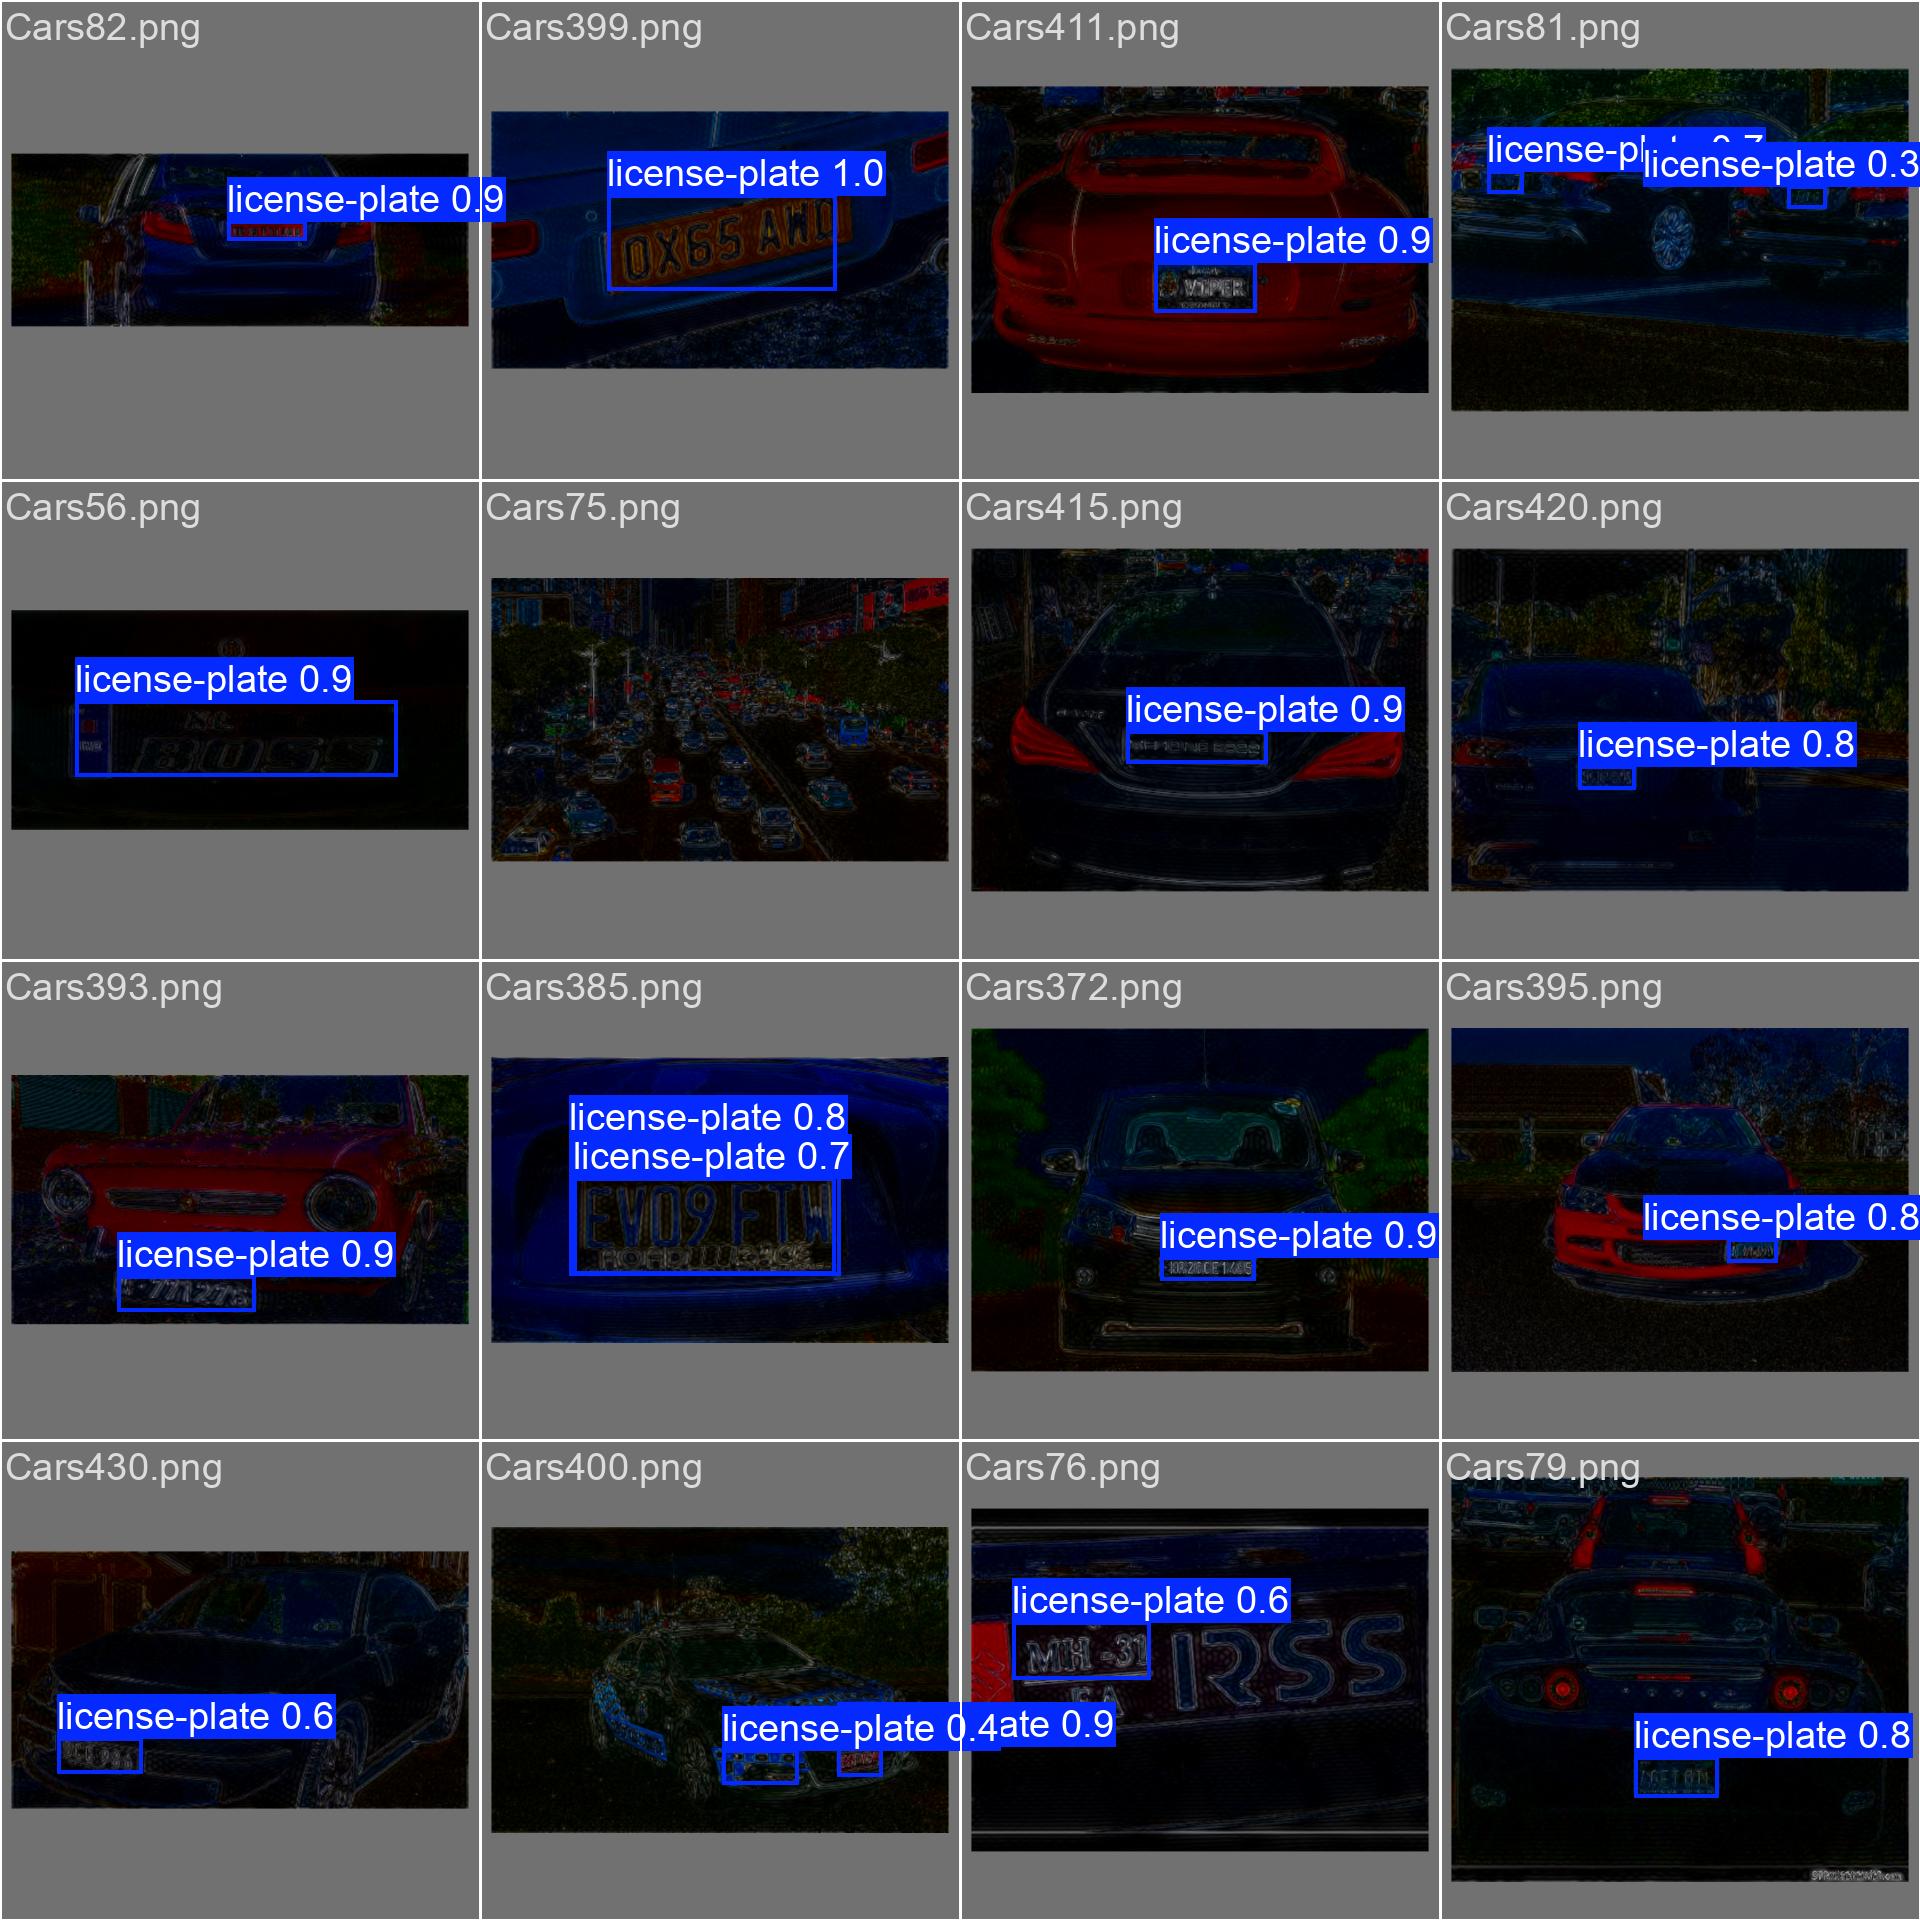 Cars82.png
license-plate 0.9
Cars399.png
license-plate 1.0
OX65 AWD
Cars411.png
license-plate 0.9
VIPER
Cars81.png
license-plate 0.3
Cars56.png
license-plate 0.9
BOSS
Cars75.png
Cars415.png
license-plate 0.9
Cars420.png
license-plate 0.8
Cars393.png
license-plate 0.9
Cars385.png
license-plate 0.8
license-plate 0.7
EVO9 FTW
Cars372.png
license-plate 0.9
Cars395.png
license-plate 0.8
Cars430.png
license-plate 0.6
Cars400.png
license-plate 0.4
ate 0.9
Cars76.png
license-plate 0.6
MH-31
RSS
Cars79.png
license-plate 0.8